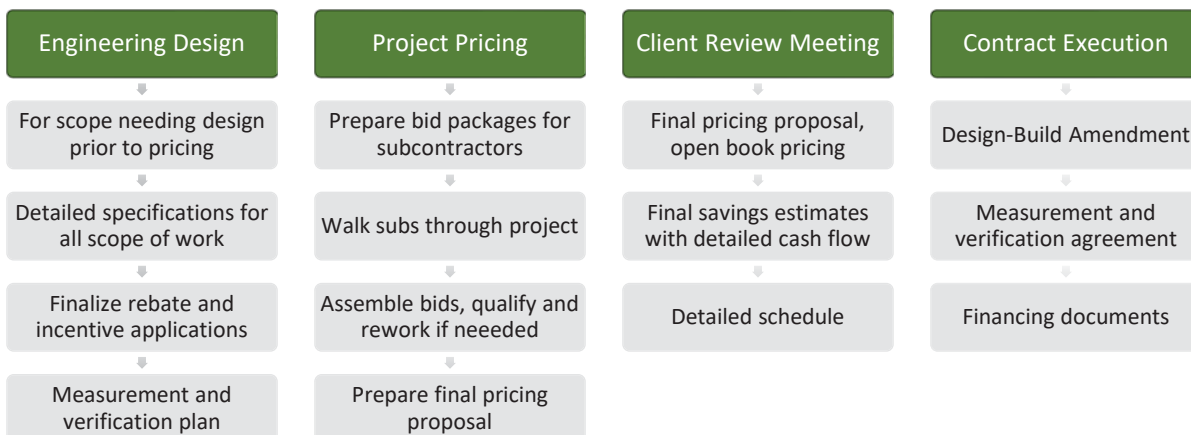 Engineering Design
For scope needing design
prior to pricing
Detailed specifications for
all scope of work
Finalize rebate and
incentive applications
Measurement and
verification plan
Project Pricing
Prepare bid packages for
subcontractors
Walk subs through project
Assemble bids, qualify and
rework if neeeded
Prepare final pricing
proposal
Client Review Meeting
Final pricing proposal,
open book pricing
Final savings estimates
with detailed cash flow
Detailed schedule
Contract Execution
Design-Build Amendment
Measurement and
verification agreement
Financing documents